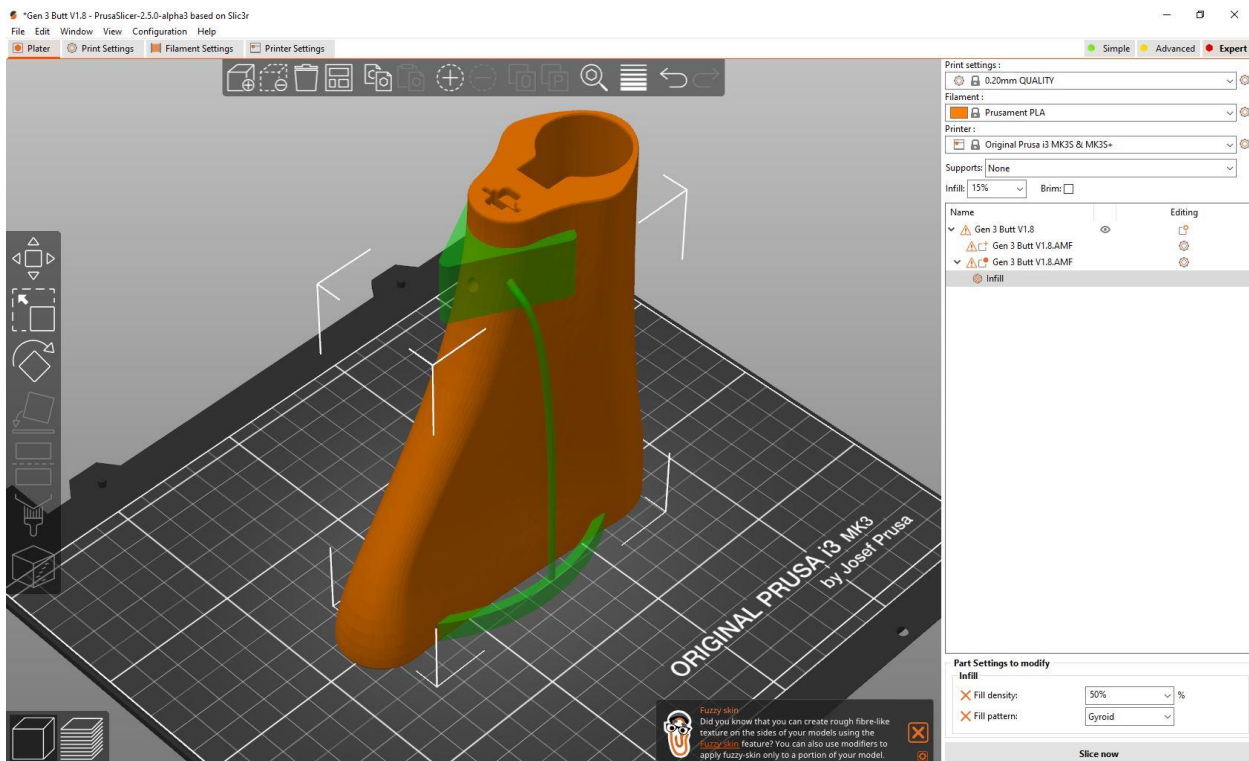 *Gen 3 Butt V1.8 - PrusaSlicer-2.5.0-alpha3 based on Slic3r
File Edit Window View Configuration Help
Plater Print Settings Filament Settings Printer Settings
Simple Advanced Expert
Print settings :
0.20mm QUALITY
Filament :
Prusament PLA
Printer :
Original Prusa i3 MK3S & MK3S+
Supports: None
Infill: 15% Brim:
Name Editing
Gen 3 Butt V1.8
Gen 3 Butt V1.8.AMF
Gen 3 Butt V1.8.AMF
Infill
ORIGINAL PRUSA i3 MK3
by Josef Prusa
Fuzzy skin
Did you know that you can create rough fibre-like
texture on the sides of your models using the
Fuzzy skin feature? You can also use modifiers to
apply fuzzy-skin only to a portion of your model.
Part Settings to modify
Infill
Fill density: 50% %
Fill pattern: Gyroid
Slice now